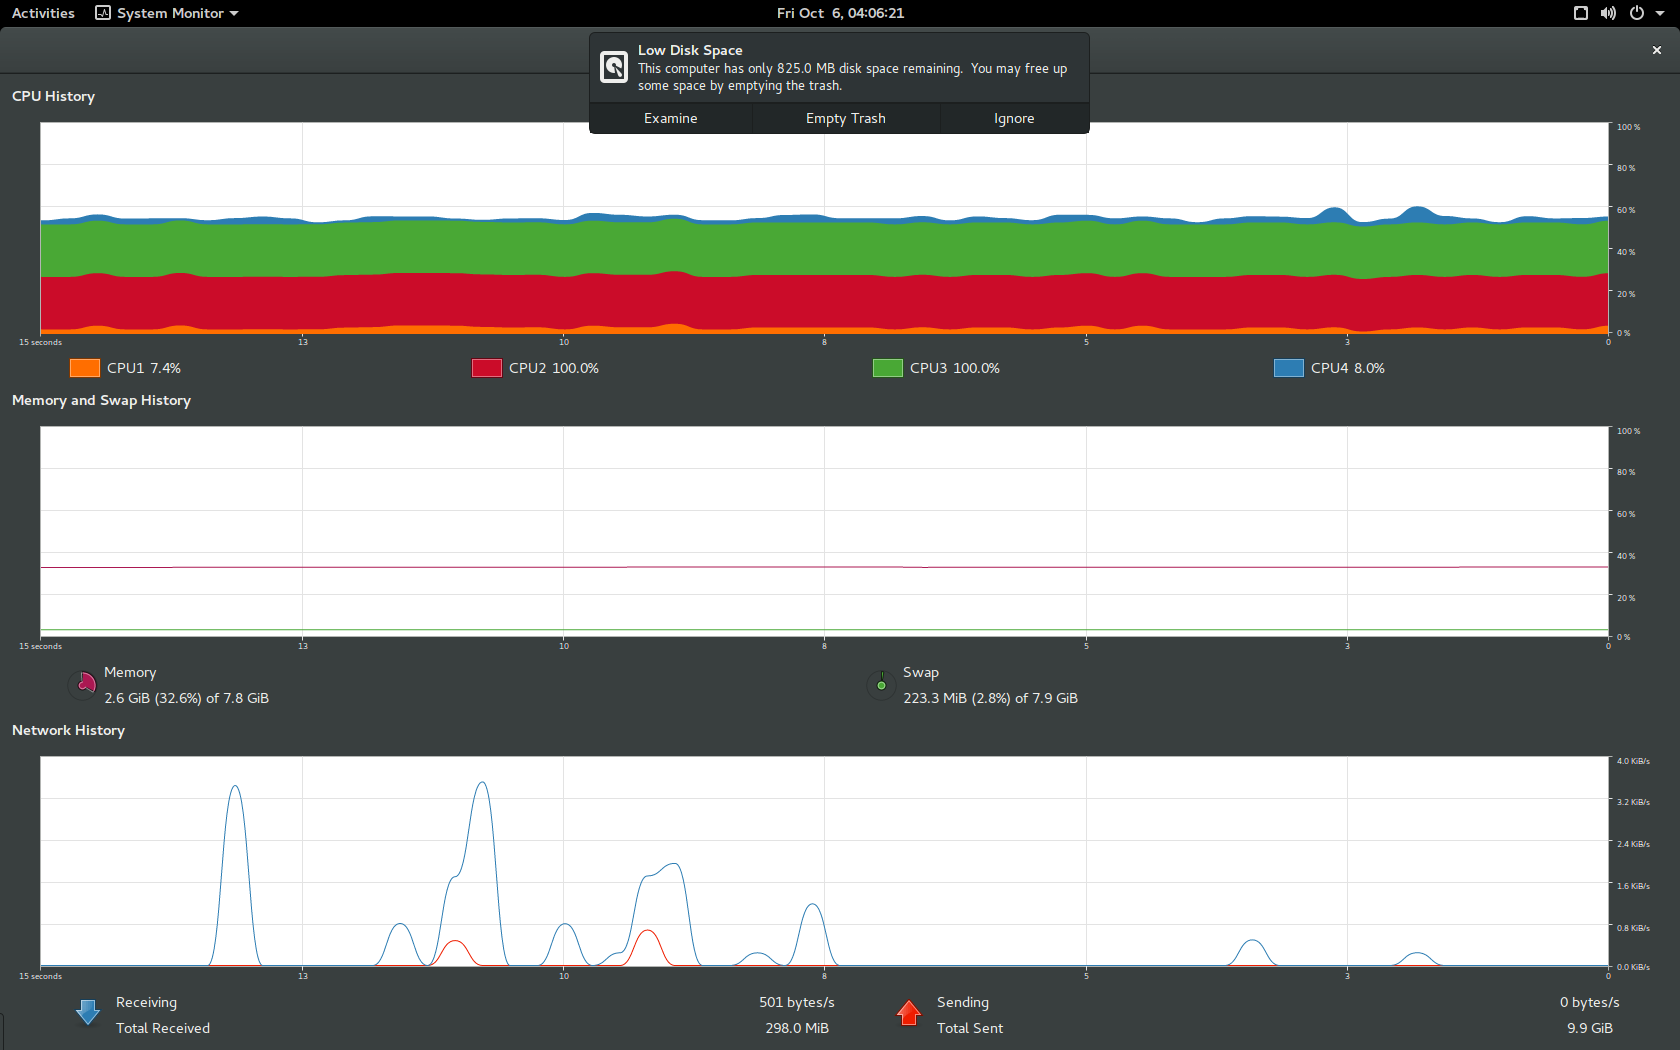 Activities
System Monitor
Fri Oct 6, 04:06:21
Low Disk Space
This computer has only 825.0 MB disk space remaining. You may free up
some space by emptying the trash.
Examine
Empty Trash
Ignore
CPU History
100 %
80 %
60 %
40 %
20 %
0 %
15 seconds
13
10
8
5
3
0
CPU1 7.4%
CPU2 100.0%
CPU3 100.0%
CPU4 8.0%
Memory and Swap History
100 %
80 %
60 %
40 %
20 %
0 %
15 seconds
13
10
8
5
3
0
Memory
2.6 GiB (32.6%) of 7.8 GiB
Swap
223.3 MiB (2.8%) of 7.9 GiB
Network History
4.0 KiB/s
3.2 KiB/s
2.4 KiB/s
1.6 KiB/s
0.8 KiB/s
0.0 KiB/s
15 seconds
13
10
8
5
3
0
Receiving
501 bytes/s
Total Received
298.0 MiB
Sending
0 bytes/s
Total Sent
9.9 GiB